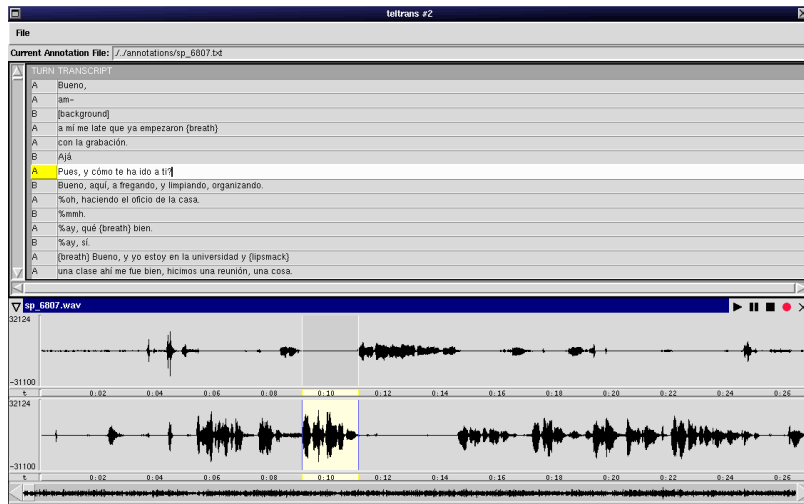 teltrans #2
File
Current Annotation File: /../annotations/sp_6807.txt
TURN TRANSCRIPT
A Bueno,
A am-
B [background]
A a mí me late que ya empezaron {breath}
A con la grabación.
B Ajá
A Pues, y cómo te ha ido a ti?
B Bueno, aquí, a fregando, y limpiando, organizando.
A %oh, haciendo el oficio de la casa.
B %mmh.
A %ay, qué {breath} bien.
B %ay, sí.
A {breath} Bueno, y yo estoy en la universidad y {lipsmack}
A una clase ahí me fue bien, hicimos una reunión, una cosa.
sp_6807.wav
32124
-31100
t 0:02 0:04 0:06 0:08 0:10 0:12 0:14 0:16 0:18 0:20 0:22 0:24 0:26
32124
-31100
t 0:02 0:04 0:06 0:08 0:10 0:12 0:14 0:16 0:18 0:20 0:22 0:24 0:26